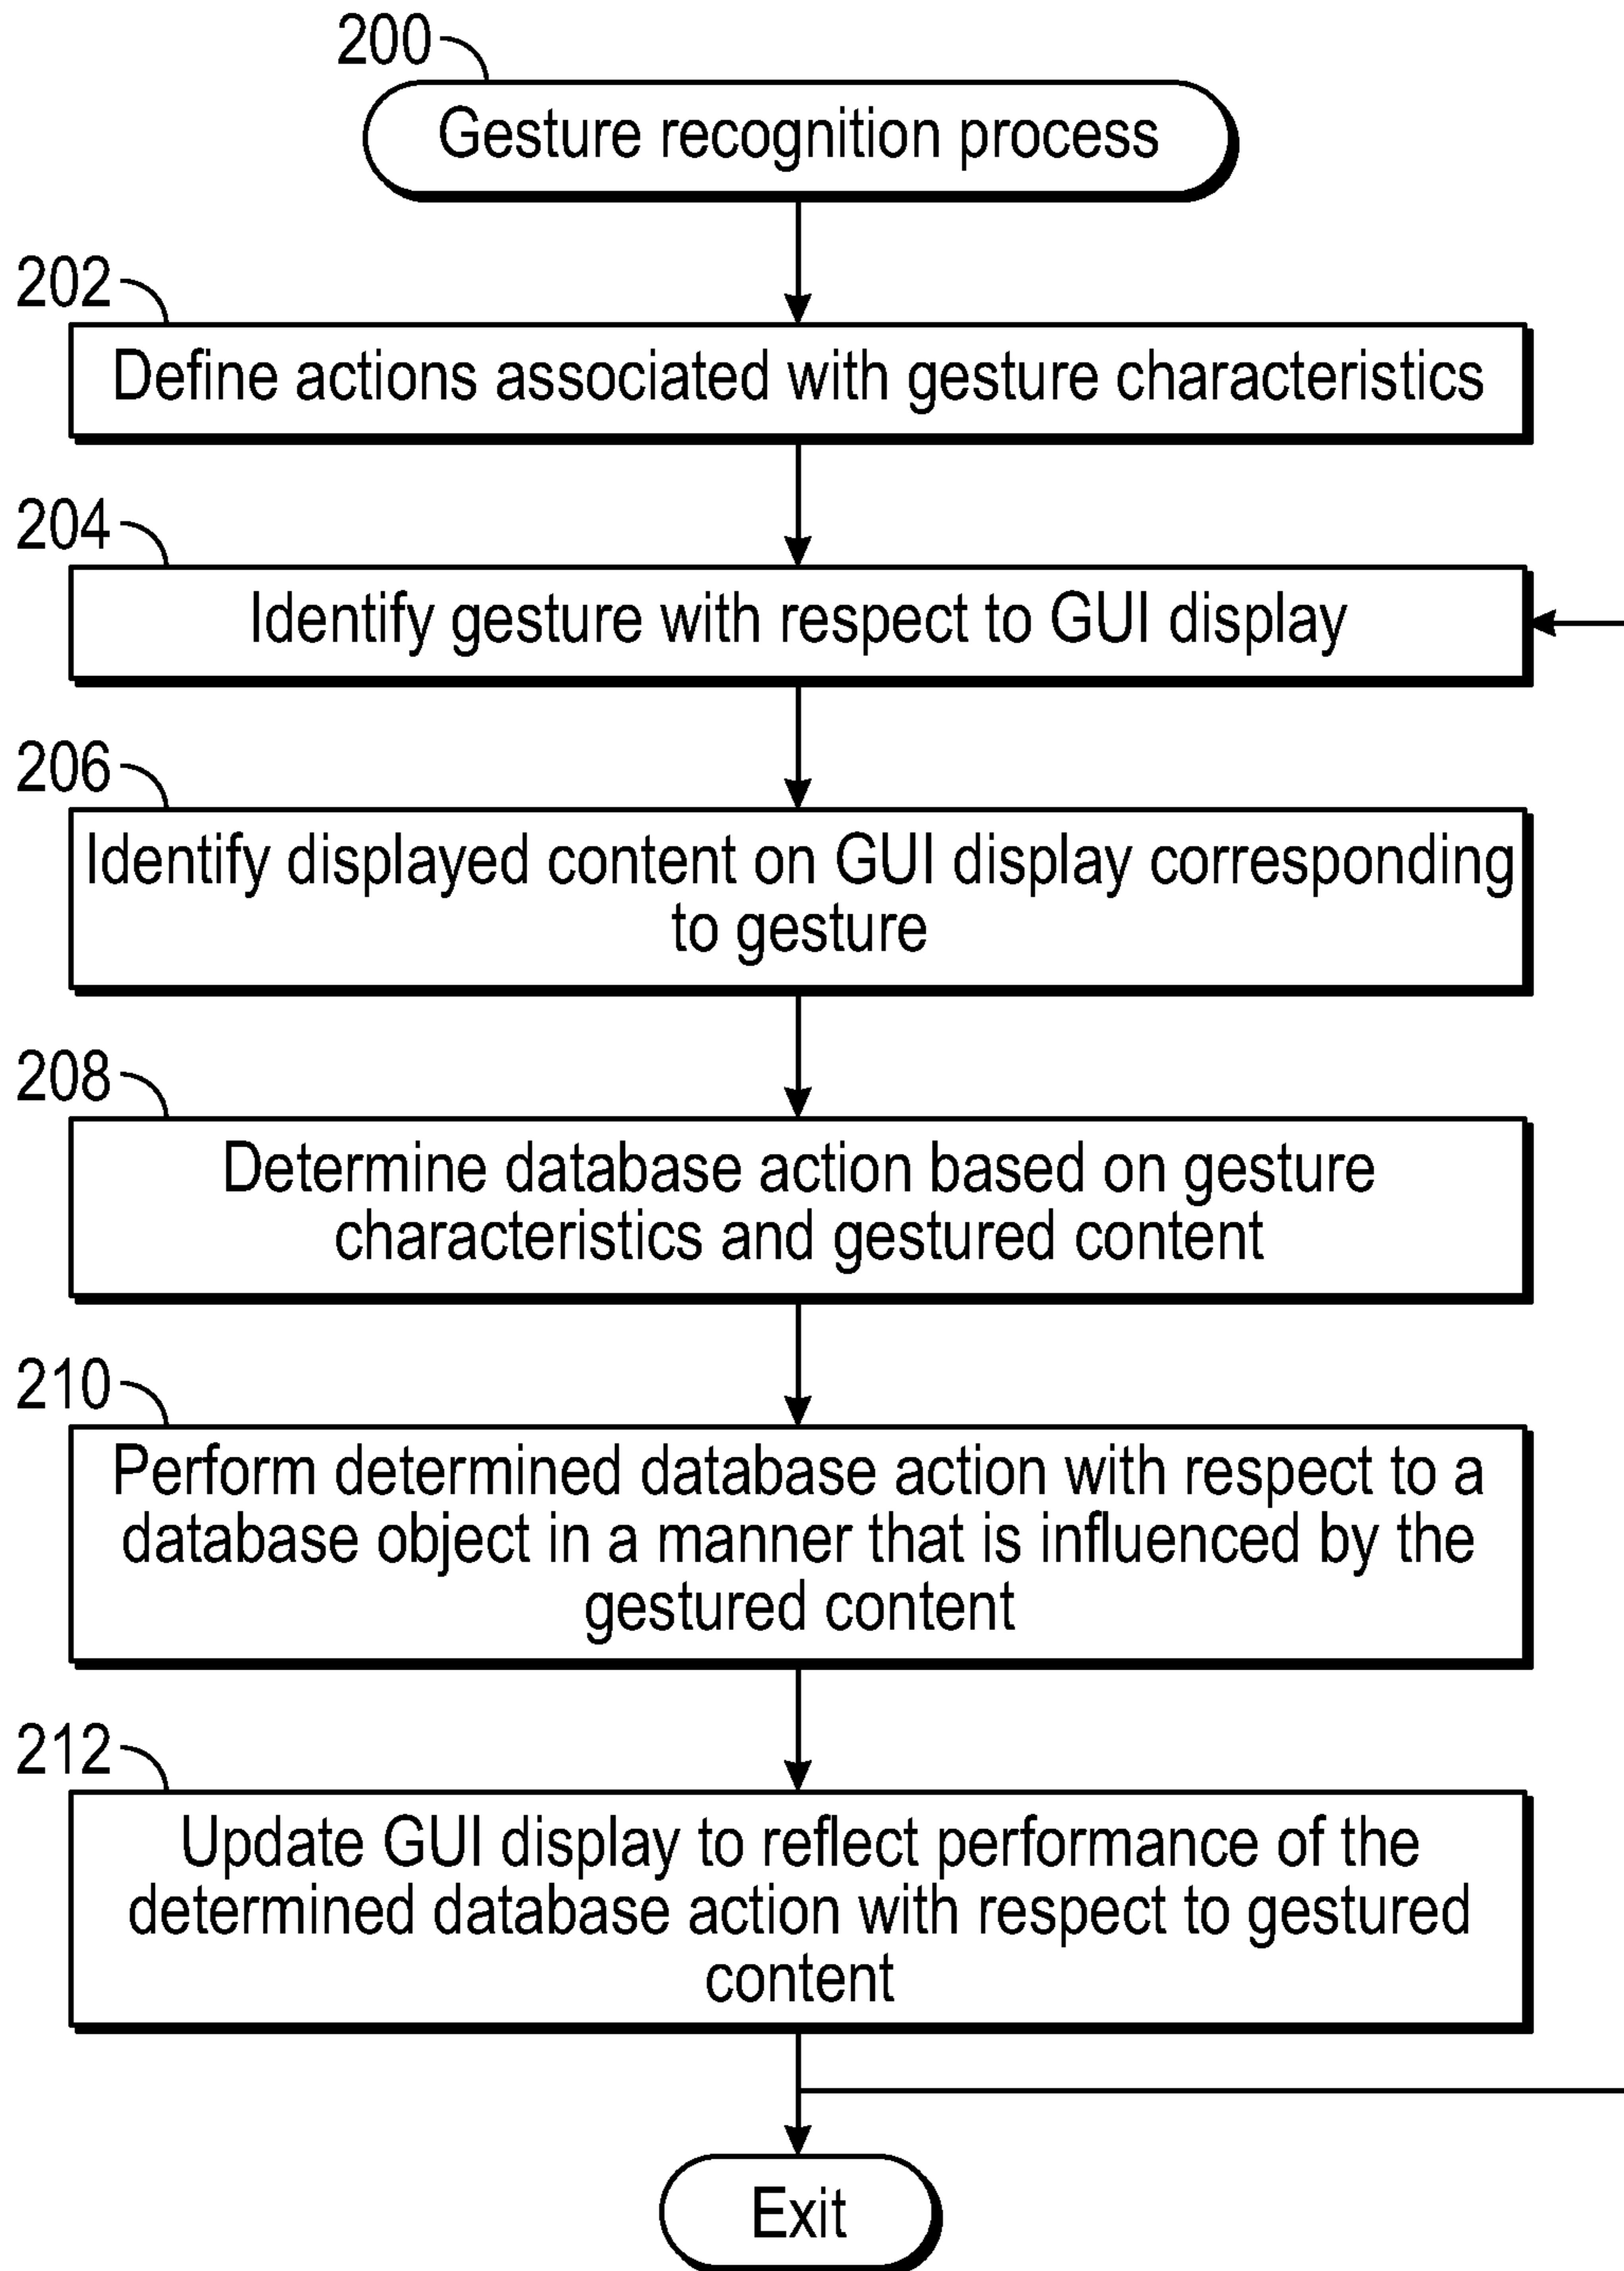 200
Gesture recognition process
202
Define actions associated with gesture characteristics
204
Identify gesture with respect to GUI display
206
Identify displayed content on GUI display corresponding
to gesture
208
Determine database action based on gesture
characteristics and gestured content
210
Perform determined database action with respect to a
database object in a manner that is influenced by the
gestured content
212
Update GUI display to reflect performance of the
determined database action with respect to gestured
content
Exit